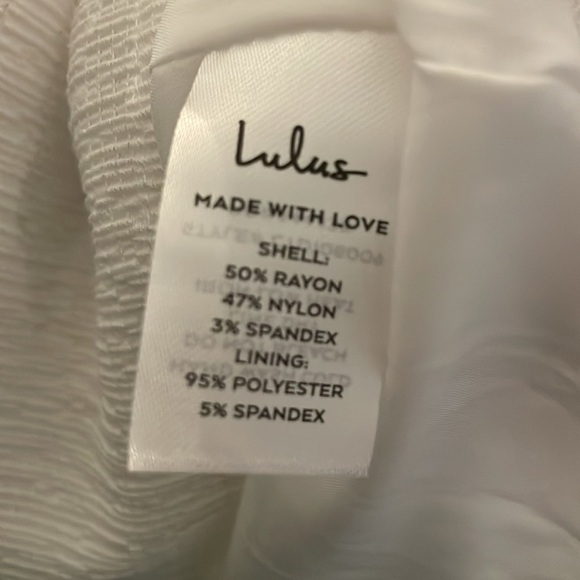 Lulus
MADE WITH LOVE
SHELL:
50% RAYON
47% NYLON
3% SPANDEX
LINING:
95% POLYESTER
5% SPANDEX